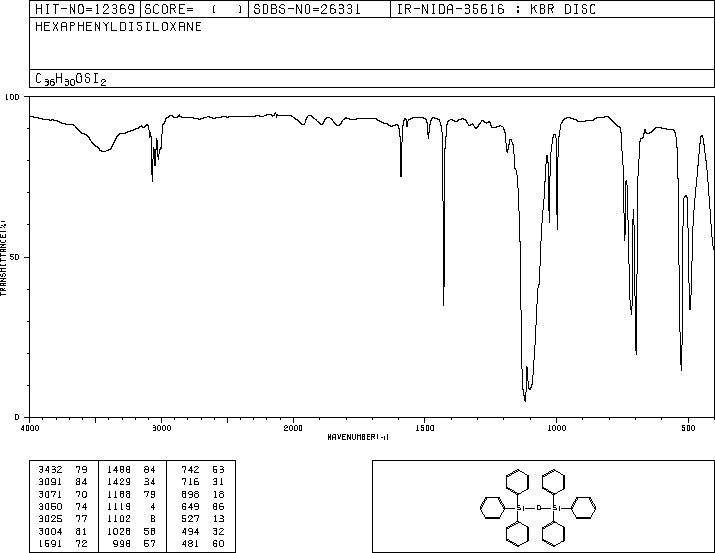 HIT-NO=12369 SCORE= ( ) SDBS-NO=26331 IR-NIDA-35616 : KBR DISC
HEXAPHENYLDISILOXANE
C36H30OSI2
100
50
0
TRANSMITTANCE(%)
4000 3000 2000 1500 1000 500
WAVENUMBER(-1)
3432 79 1488 84 742 53
3091 84 1429 34 716 31
3071 70 1188 79 698 18
3050 74 1119 4 649 86
3025 77 1102 8 527 13
3004 81 1028 58 494 32
1591 72 998 57 481 60
Si O Si